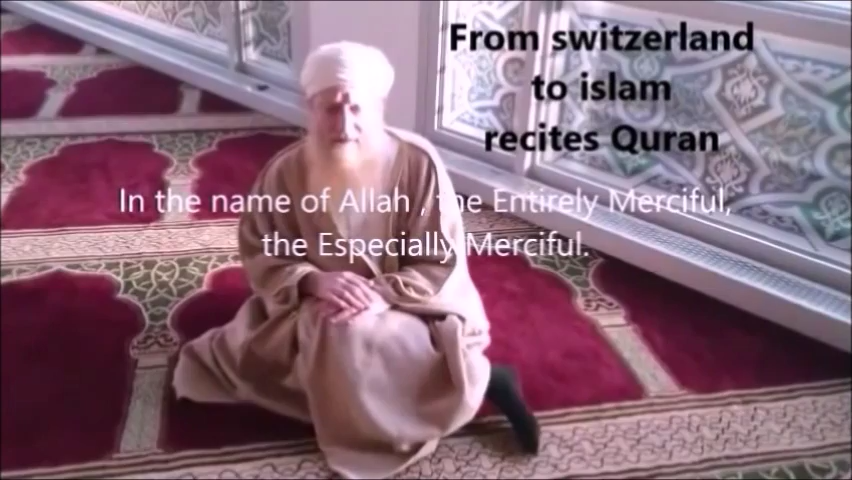 From switzerland
to islam
recites Quran
In the name of Allah , the Entirely Merciful,
the Especially Merciful.